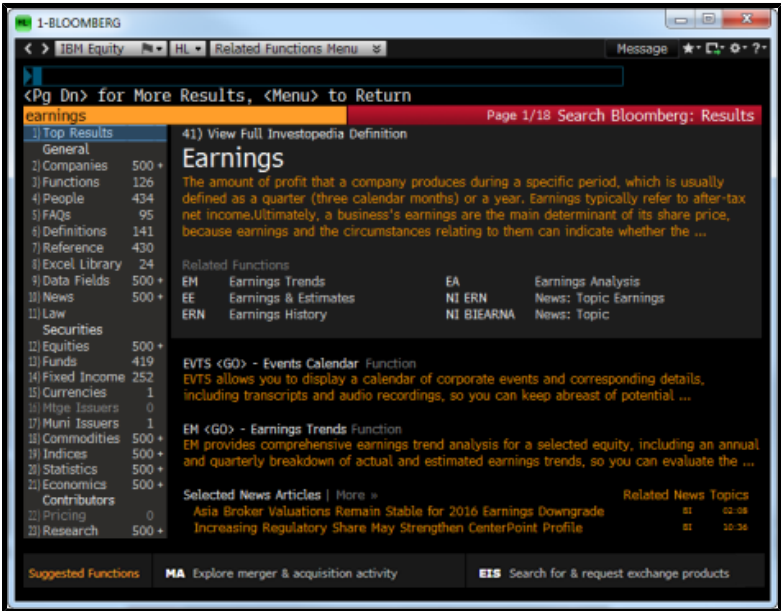 1-BLOOMBERG
IBM Equity HL Related Functions Menu Message
<Pg Dn> for More Results, <Menu> to Return
earnings Page 1/18 Search Bloomberg: Results
1) Top Results
General
2) Companies 500 +
3) Functions 126
4) People 434
5) FAQs 95
6) Definitions 141
7) Reference 430
8) Excel Library 24
9) Data Fields 500 +
10) News 500 +
11) Law
Securities
12) Equities 500 +
13) Funds 419
14) Fixed Income 252
15) Currencies 1
16) Mtge Issuers 0
17) Muni Issuers 1
18) Commodities 500 +
19) Indices 500 +
20) Statistics 500 +
21) Economics 500 +
Contributors
22) Pricing 0
23) Research 500 +
41) View Full Investopedia Definition
Earnings
The amount of profit that a company produces during a specific period, which is usually
defined as a quarter (three calendar months) or a year. Earnings typically refer to after-tax
net income.Ultimately, a business's earnings are the main determinant of its share price,
because earnings and the circumstances relating to them can indicate whether the ...
Related Functions
EM Earnings Trends EA Earnings Analysis
EE Earnings & Estimates NI ERN News: Topic Earnings
ERN Earnings History NI BIEARNA News: Topic
EVTS <GO> - Events Calendar Function
EVTS allows you to display a calendar of corporate events and corresponding details,
including transcripts and audio recordings, so you can keep abreast of potential ...
EM <GO> - Earnings Trends Function
EM provides comprehensive earnings trend analysis for a selected equity, including an annual
and quarterly breakdown of actual and estimated earnings trends, so you can evaluate the ...
Selected News Articles | More » Related News Topics
Asia Broker Valuations Remain Stable for 2016 Earnings Downgrade BI 02:08
Increasing Regulatory Share May Strengthen CenterPoint Profile BI 10:36
Suggested Functions MA Explore merger & acquisition activity EIS Search for & request exchange products